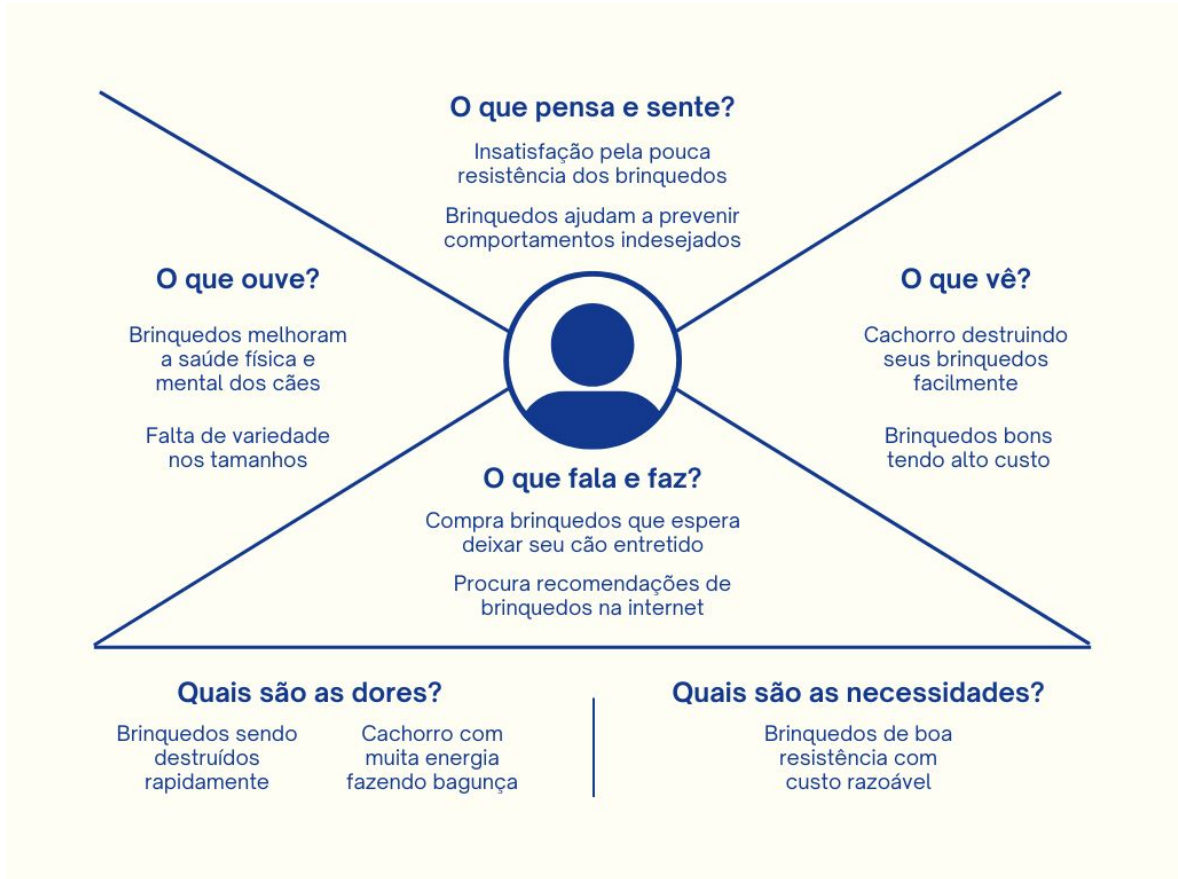 O que pensa e sente?
Insatisfação pela pouca
resistência dos brinquedos
Brinquedos ajudam a prevenir
comportamentos indesejados
O que ouve?
Brinquedos melhoram
a saúde física e
mental dos cães
Falta de variedade
nos tamanhos
O que vê?
Cachorro destruindo
seus brinquedos
facilmente
Brinquedos bons
tendo alto custo
O que fala e faz?
Compra brinquedos que espera
deixar seu cão entretido
Procura recomendações de
brinquedos na internet
Quais são as dores?
Brinquedos sendo
destruídos
rapidamente
Cachorro com
muita energia
fazendo bagunça
Quais são as necessidades?
Brinquedos de boa
resistência com
custo razoável